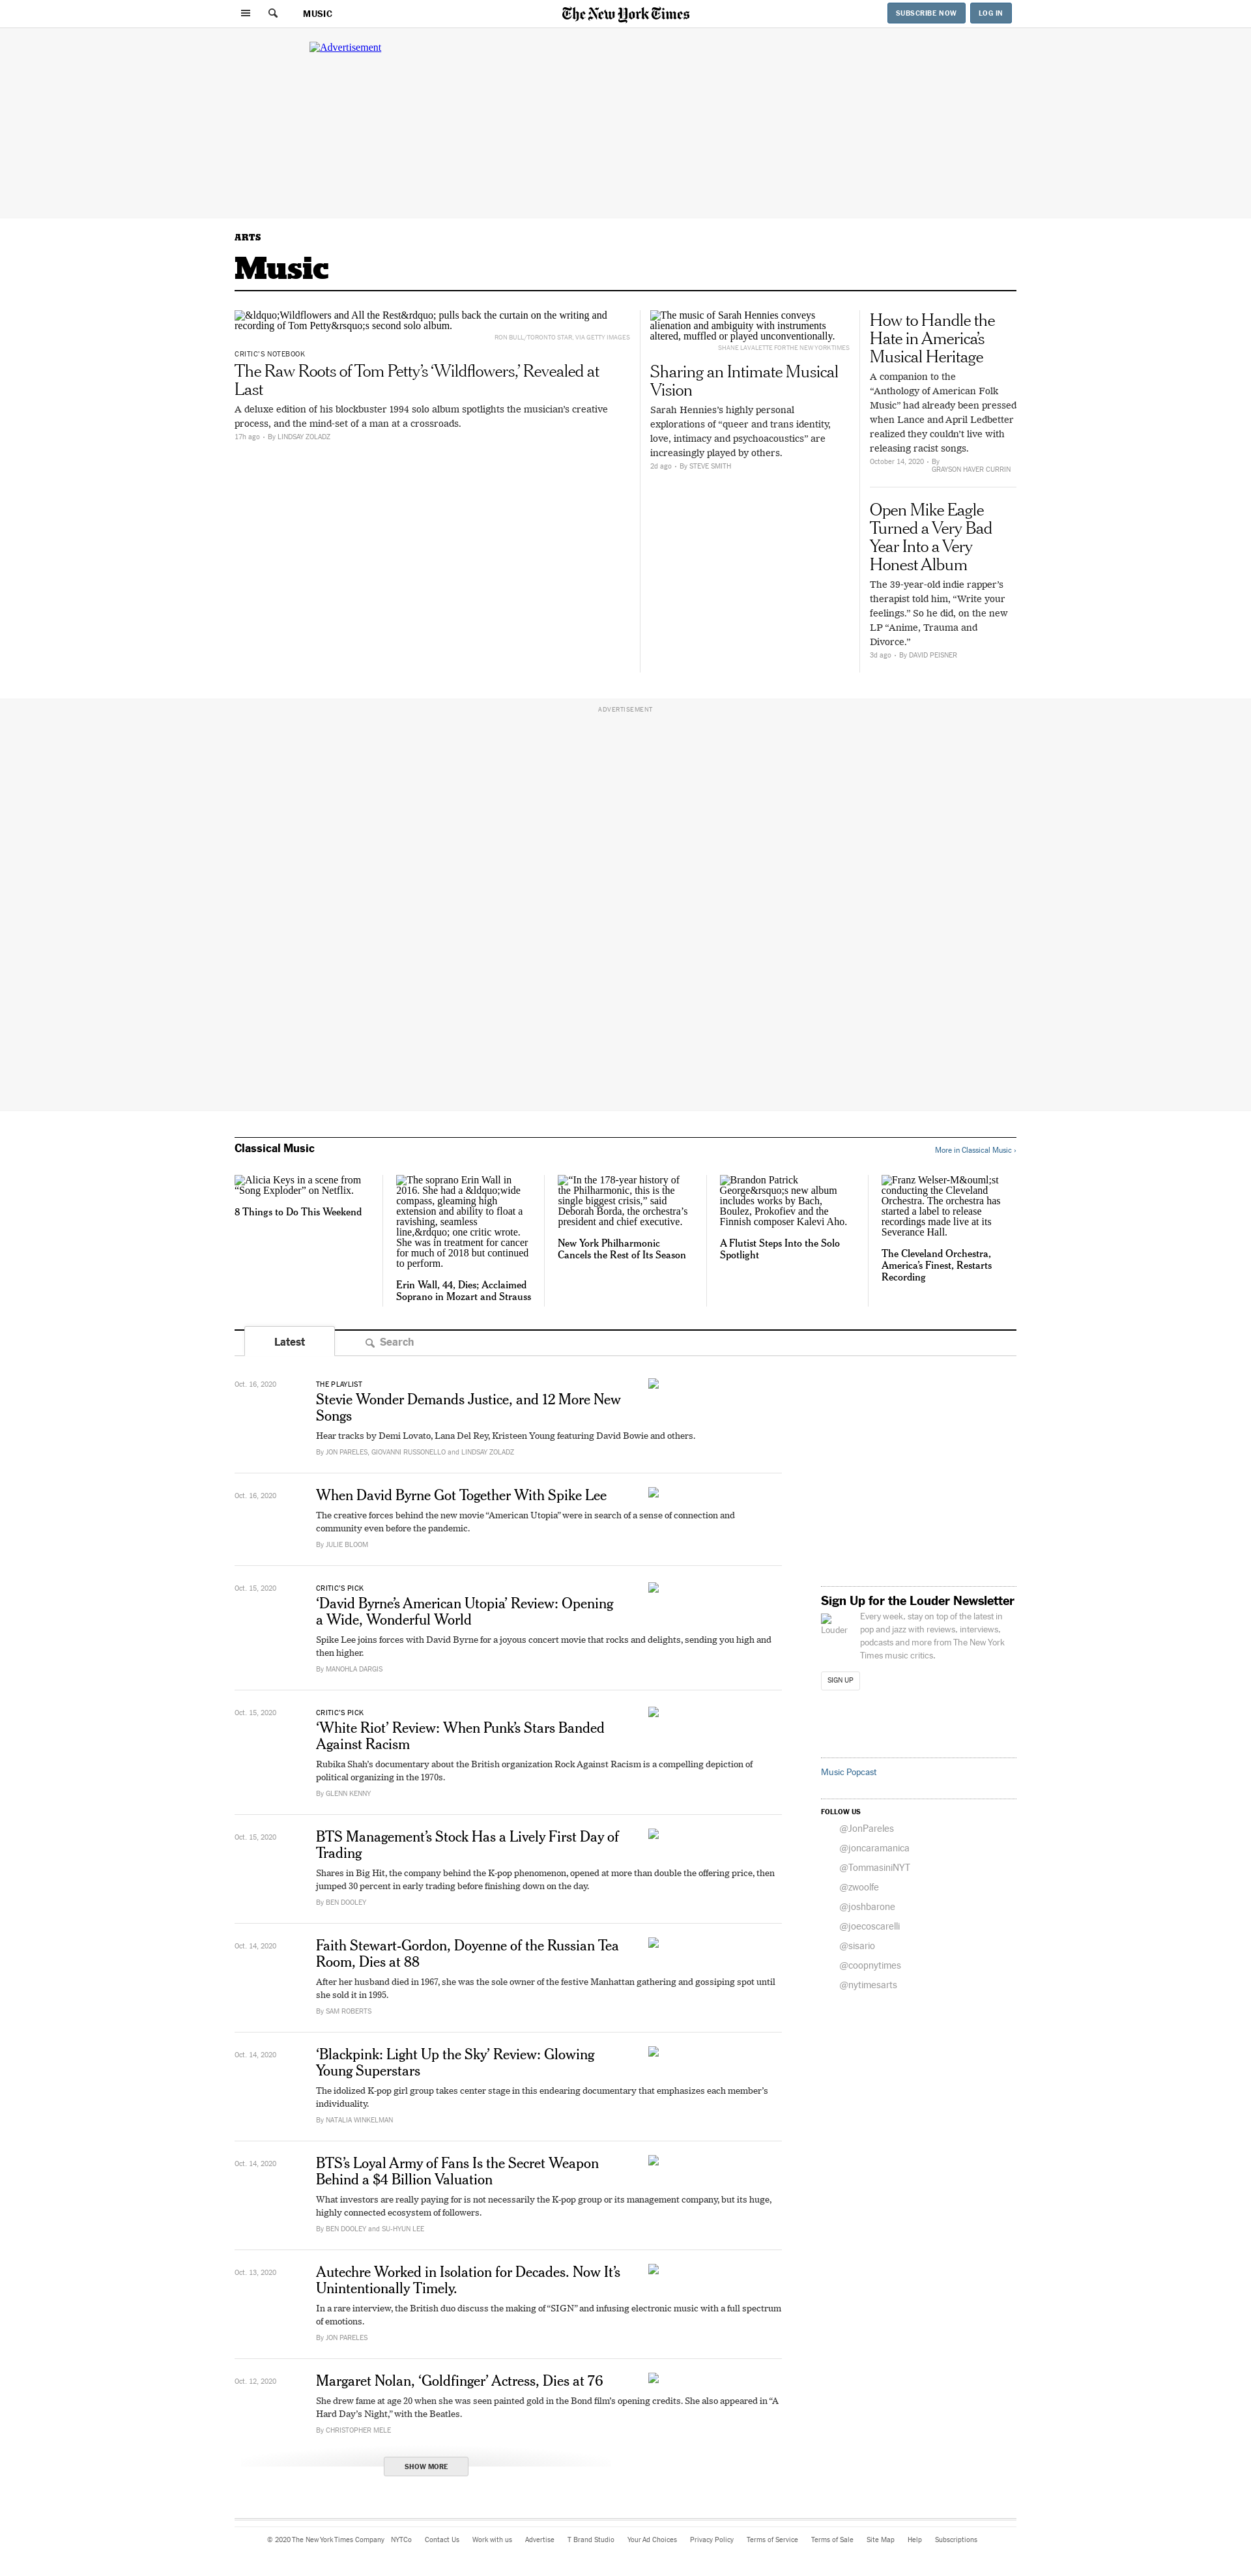 MUSIC
The New York Times
SUBSCRIBE NOW
LOG IN
Advertisement
ARTS
Music
&ldquo;Wildflowers and All the Rest&rdquo; pulls back the curtain on the writing and
recording of Tom Petty&rsquo;s second solo album.
RON BULL/TORONTO STAR, VIA GETTY IMAGES
CRITIC'S NOTEBOOK
The Raw Roots of Tom Petty’s ‘Wildflowers,’ Revealed at
Last
A deluxe edition of his blockbuster 1994 solo album spotlights the musician’s creative
process, and the mind-set of a man at a crossroads.
17h ago - By LINDSAY ZOLADZ
The music of Sarah Hennies conveys
alienation and ambiguity with instruments
altered, muffled or played unconventionally.
SHANE LAVALETTE FOR THE NEW YORK TIMES
Sharing an Intimate Musical
Vision
Sarah Hennies’s highly personal
explorations of “queer and trans identity,
love, intimacy and psychoacoustics” are
increasingly played by others.
2d ago - By STEVE SMITH
How to Handle the
Hate in America’s
Musical Heritage
A companion to the
“Anthology of American Folk
Music” had already been pressed
when Lance and April Ledbetter
realized they couldn’t live with
releasing racist songs.
October 14, 2020 - By
GRAYSON HAVER CURRIN
Open Mike Eagle
Turned a Very Bad
Year Into a Very
Honest Album
The 39-year-old indie rapper’s
therapist told him, “Write your
feelings.” So he did, on the new
LP “Anime, Trauma and
Divorce.”
3d ago - By DAVID PEISNER
ADVERTISEMENT
Classical Music
More in Classical Music ›
Alicia Keys in a scene from
“Song Exploder” on Netflix.
8 Things to Do This Weekend
The soprano Erin Wall in
2016. She had a &ldquo;wide
compass, gleaming high
extension and ability to float a
ravishing, seamless
line,&rdquo; one critic wrote.
She was in treatment for cancer
for much of 2018 but continued
to perform.
Erin Wall, 44, Dies; Acclaimed
Soprano in Mozart and Strauss
“In the 178-year history of
the Philharmonic, this is the
single biggest crisis,” said
Deborah Borda, the orchestra’s
president and chief executive.
New York Philharmonic
Cancels the Rest of Its Season
Brandon Patrick
George&rsquo;s new album
includes works by Bach,
Boulez, Prokofiev and the
Finnish composer Kalevi Aho.
A Flutist Steps Into the Solo
Spotlight
Franz Welser-M&ouml;st
conducting the Cleveland
Orchestra. The orchestra has
started a label to release
recordings made live at its
Severance Hall.
The Cleveland Orchestra,
America’s Finest, Restarts
Recording
Latest
Search
Oct. 16, 2020
THE PLAYLIST
Stevie Wonder Demands Justice, and 12 More New
Songs
Hear tracks by Demi Lovato, Lana Del Rey, Kristeen Young featuring David Bowie and others.
By JON PARELES, GIOVANNI RUSSONELLO and LINDSAY ZOLADZ
Oct. 16, 2020
When David Byrne Got Together With Spike Lee
The creative forces behind the new movie “American Utopia” were in search of a sense of connection and
community even before the pandemic.
By JULIE BLOOM
Oct. 15, 2020
CRITIC’S PICK
‘David Byrne’s American Utopia’ Review: Opening
a Wide, Wonderful World
Spike Lee joins forces with David Byrne for a joyous concert movie that rocks and delights, sending you high and
then higher.
By MANOHLA DARGIS
Oct. 15, 2020
CRITIC’S PICK
‘White Riot’ Review: When Punk’s Stars Banded
Against Racism
Rubika Shah’s documentary about the British organization Rock Against Racism is a compelling depiction of
political organizing in the 1970s.
By GLENN KENNY
Oct. 15, 2020
BTS Management’s Stock Has a Lively First Day of
Trading
Shares in Big Hit, the company behind the K-pop phenomenon, opened at more than double the offering price, then
jumped 30 percent in early trading before finishing down on the day.
By BEN DOOLEY
Oct. 14, 2020
Faith Stewart-Gordon, Doyenne of the Russian Tea
Room, Dies at 88
After her husband died in 1967, she was the sole owner of the festive Manhattan gathering and gossiping spot until
she sold it in 1995.
By SAM ROBERTS
Oct. 14, 2020
‘Blackpink: Light Up the Sky’ Review: Glowing
Young Superstars
The idolized K-pop girl group takes center stage in this endearing documentary that emphasizes each member’s
individuality.
By NATALIA WINKELMAN
Oct. 14, 2020
BTS’s Loyal Army of Fans Is the Secret Weapon
Behind a $4 Billion Valuation
What investors are really paying for is not necessarily the K-pop group or its management company, but its huge,
highly connected ecosystem of followers.
By BEN DOOLEY and SU-HYUN LEE
Oct. 13, 2020
Autechre Worked in Isolation for Decades. Now It’s
Unintentionally Timely.
In a rare interview, the British duo discuss the making of “SIGN” and infusing electronic music with a full spectrum
of emotions.
By JON PARELES
Oct. 12, 2020
Margaret Nolan, ‘Goldfinger’ Actress, Dies at 76
She drew fame at age 20 when she was seen painted gold in the Bond film’s opening credits. She also appeared in “A
Hard Day’s Night,” with the Beatles.
By CHRISTOPHER MELE
SHOW MORE
Sign Up for the Louder Newsletter
Louder
Every week, stay on top of the latest in
pop and jazz with reviews, interviews,
podcasts and more from The New York
Times music critics.
SIGN UP
Music Popcast
FOLLOW US
@JonPareles
@joncaramanica
@TommasiniNYT
@zwoolfe
@joshbarone
@joecoscarelli
@sisario
@coopnytimes
@nytimesarts
© 2020 The New York Times Company NYTCo Contact Us Work with us Advertise T Brand Studio Your Ad Choices Privacy Policy Terms of Service Terms of Sale Site Map Help Subscriptions